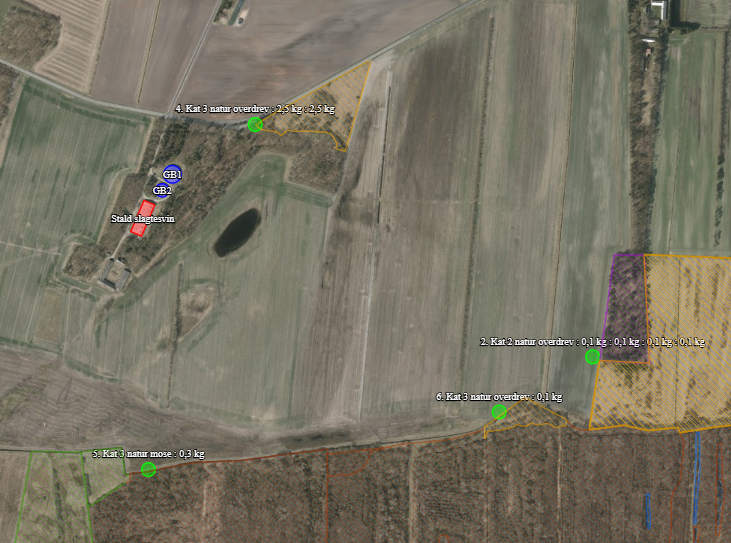 4. Kat 3 natur overdrev : 2,5 kg : 2,5 kg
GB1
GB2
Stald slagtesvin
2. Kat 2 natur overdrev : 0,1 kg : 0,1 kg : 0,1 kg : 0,1 kg
6. Kat 3 natur overdrev : 0,1 kg
5. Kat 3 natur mose : 0,3 kg